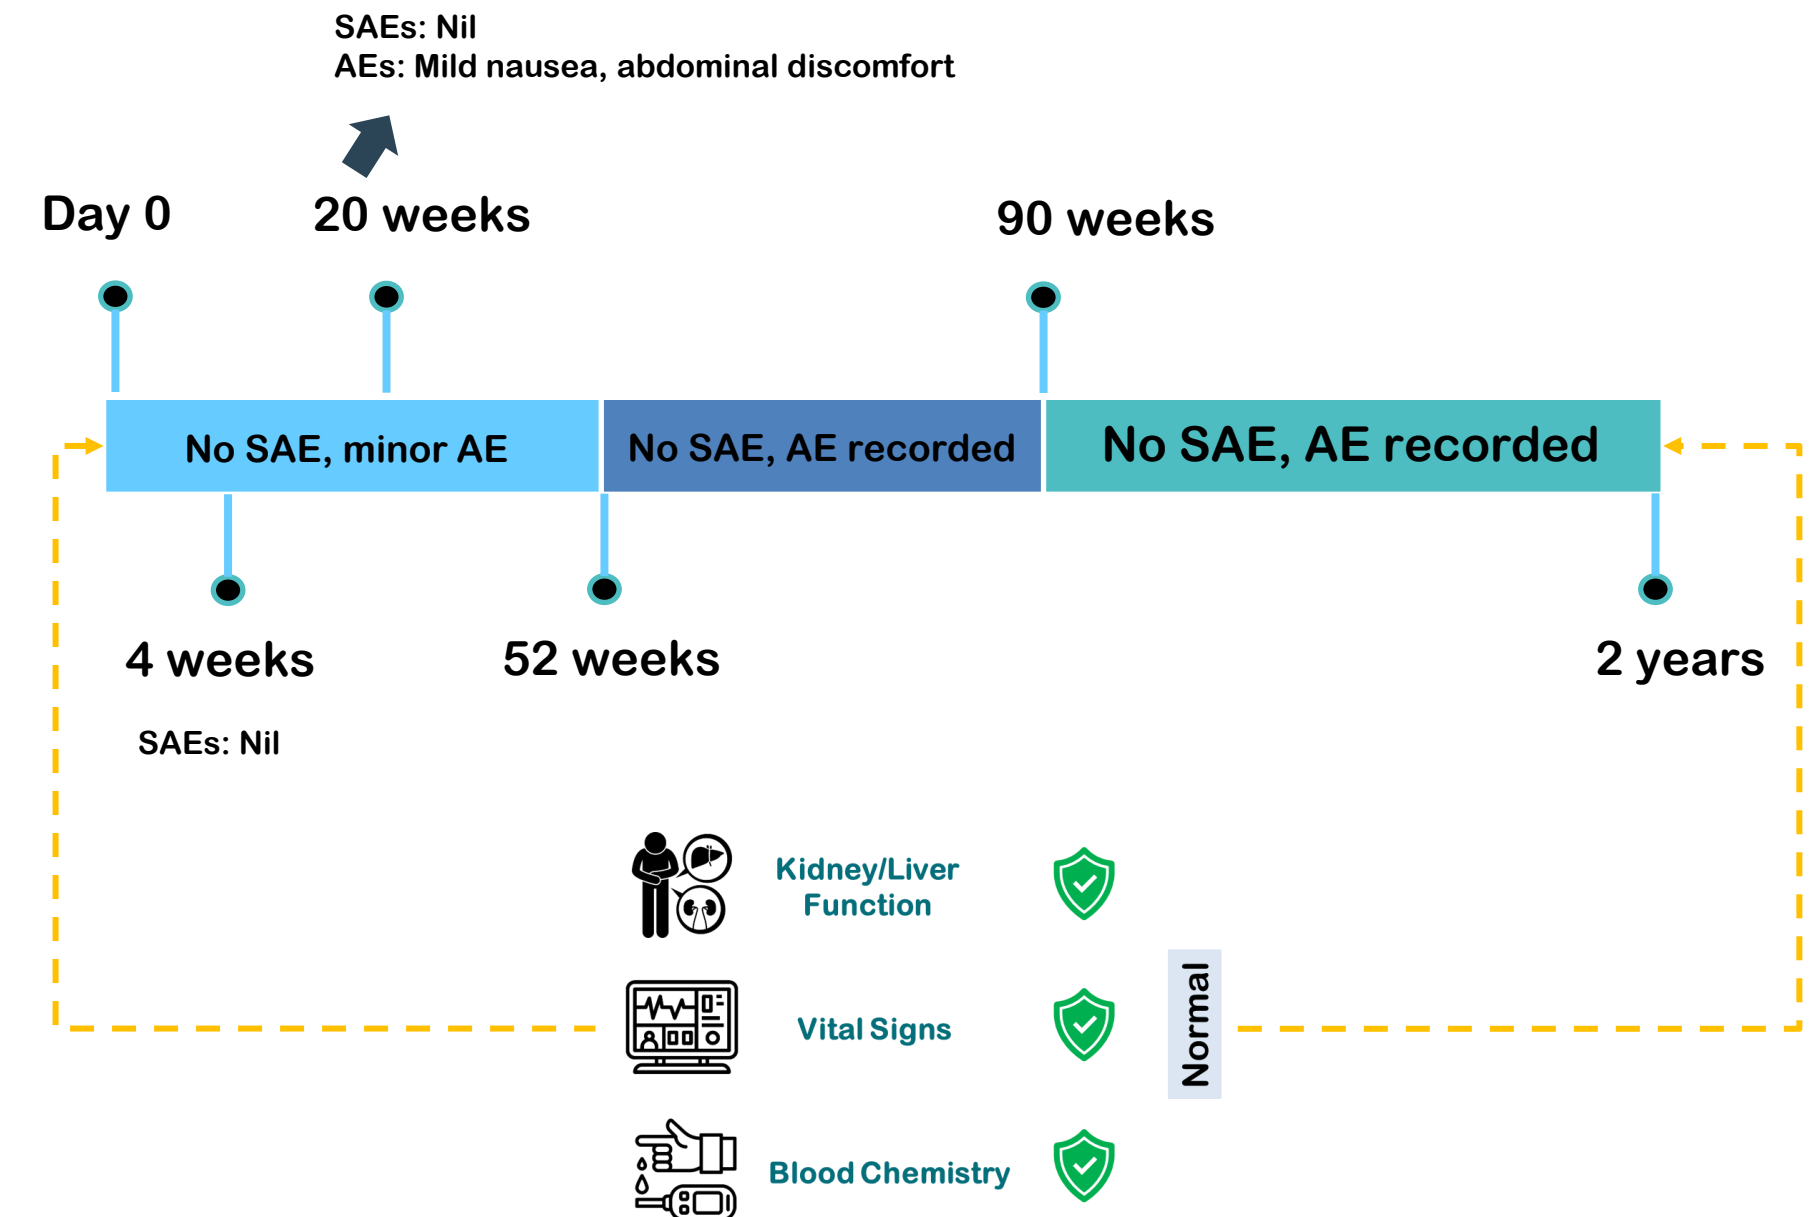 SAEs: Nil
AEs: Mild nausea, abdominal discomfort
Day 0
20 weeks
90 weeks
No SAE, minor AE
No SAE, AE recorded
No SAE, AE recorded
4 weeks
52 weeks
2 years
SAEs: Nil
Kidney/Liver
Function
Vital Signs
Normal
Blood Chemistry